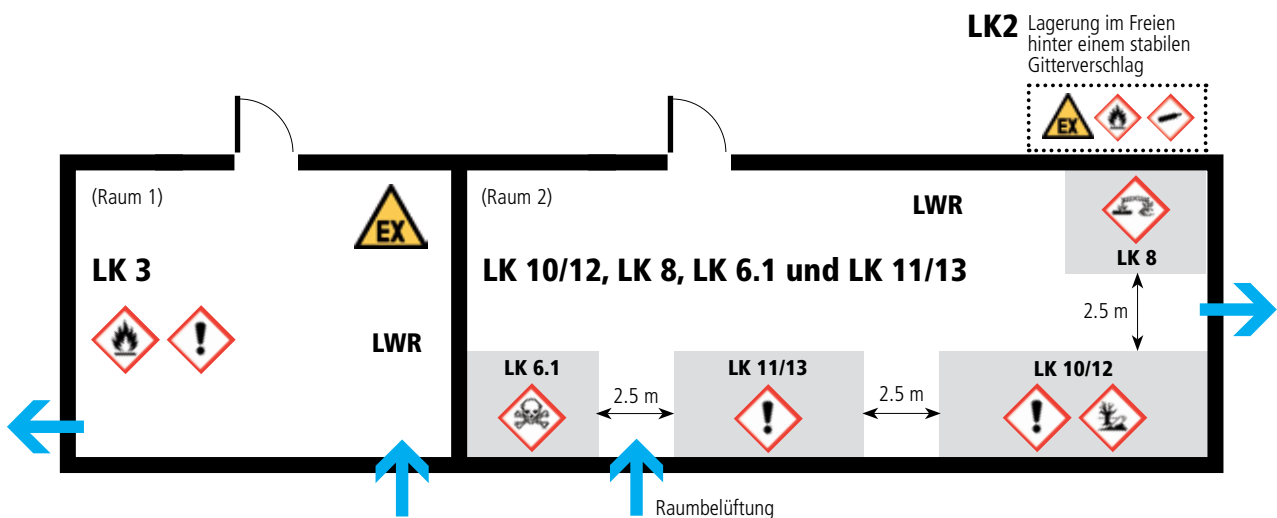 LK2 Lagerung im Freien
hinter einem stabilen
Gitterverschlag
EX
(Raum 1)
EX
LK 3
LWR
(Raum 2)
LWR
LK 8
LK 10/12, LK 8, LK 6.1 und LK 11/13
2.5 m
LK 6.1
2.5 m
LK 11/13
2.5 m
LK 10/12
Raumbelüftung